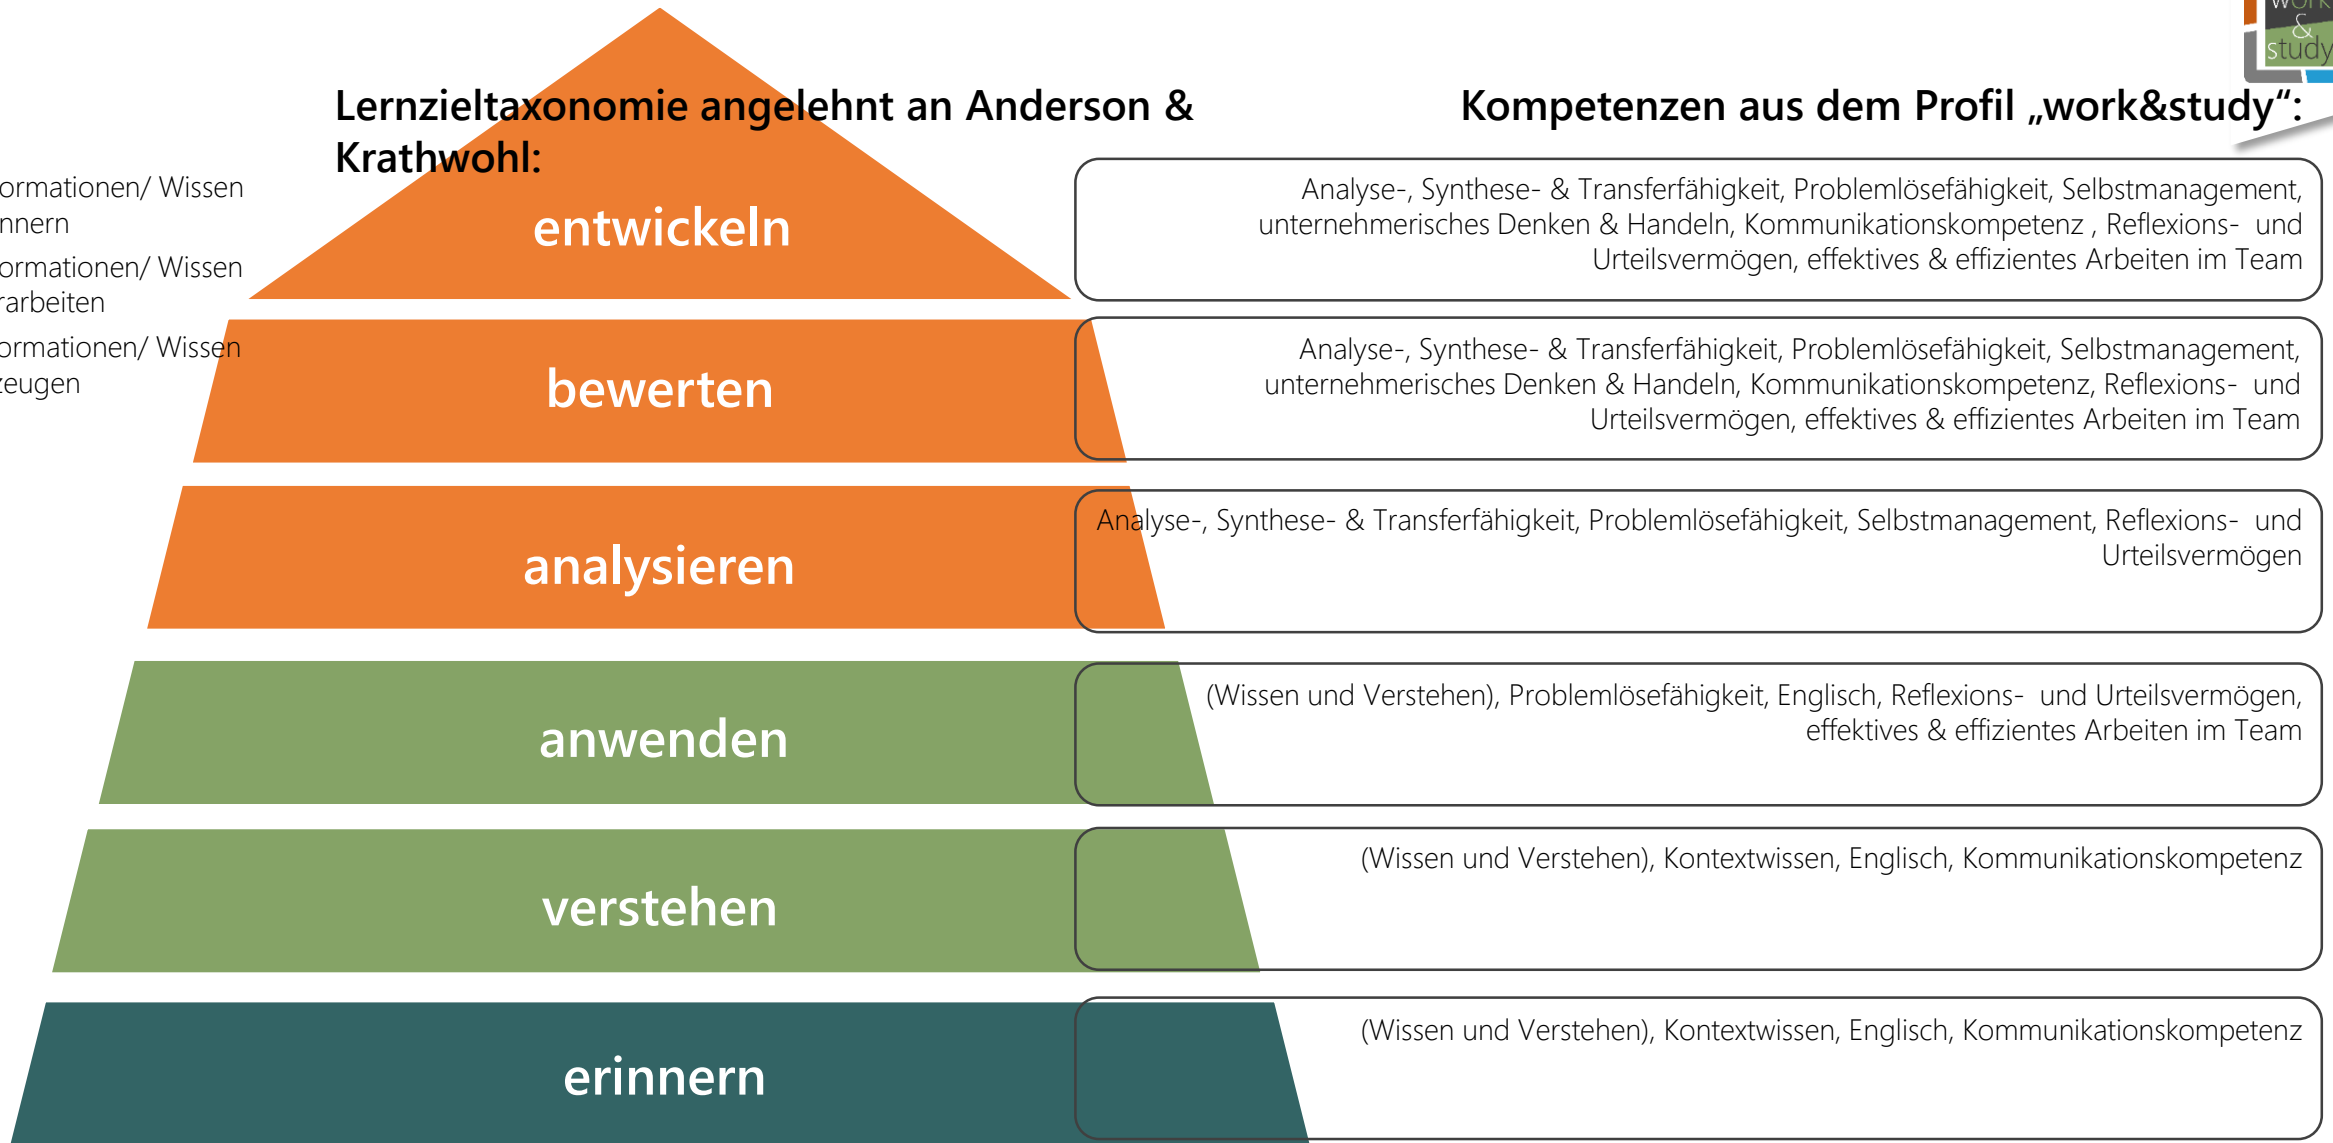 work
&
study
Lernzieltaxonomie angelehnt an Anderson &
Krathwohl:
Kompetenzen aus dem Profil „work&study“:
ormationen/ Wissen
nnern
ormationen/ Wissen
rarbeiten
ormationen/ Wissen
zeugen
entwickeln
Analyse-, Synthese- & Transferfähigkeit, Problemlösefähigkeit, Selbstmanagement,
unternehmerisches Denken & Handeln, Kommunikationskompetenz , Reflexions- und
Urteilsvermögen, effektives & effizientes Arbeiten im Team
bewerten
Analyse-, Synthese- & Transferfähigkeit, Problemlösefähigkeit, Selbstmanagement,
unternehmerisches Denken & Handeln, Kommunikationskompetenz, Reflexions- und
Urteilsvermögen, effektives & effizientes Arbeiten im Team
analysieren
Analyse-, Synthese- & Transferfähigkeit, Problemlösefähigkeit, Selbstmanagement, Reflexions- und
Urteilsvermögen
anwenden
(Wissen und Verstehen), Problemlösefähigkeit, Englisch, Reflexions- und Urteilsvermögen,
effektives & effizientes Arbeiten im Team
verstehen
(Wissen und Verstehen), Kontextwissen, Englisch, Kommunikationskompetenz
erinnern
(Wissen und Verstehen), Kontextwissen, Englisch, Kommunikationskompetenz